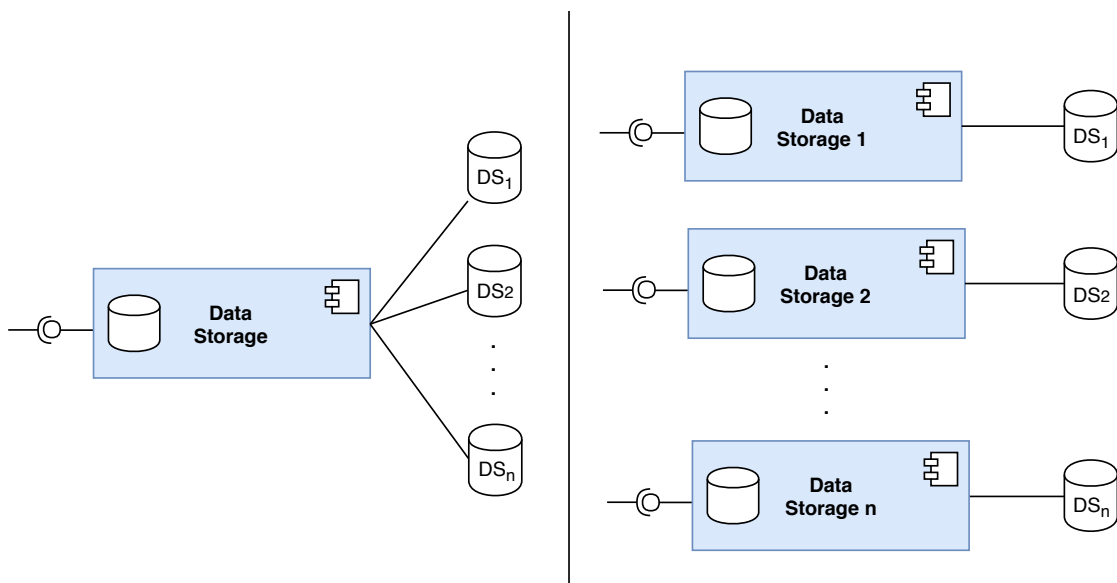 Data
Storage
DS₁
DS2
.
.
.
DSₙ
Data
Storage 1
DS₁
Data
Storage 2
DS2
.
.
.
Data
Storage n
DSₙ